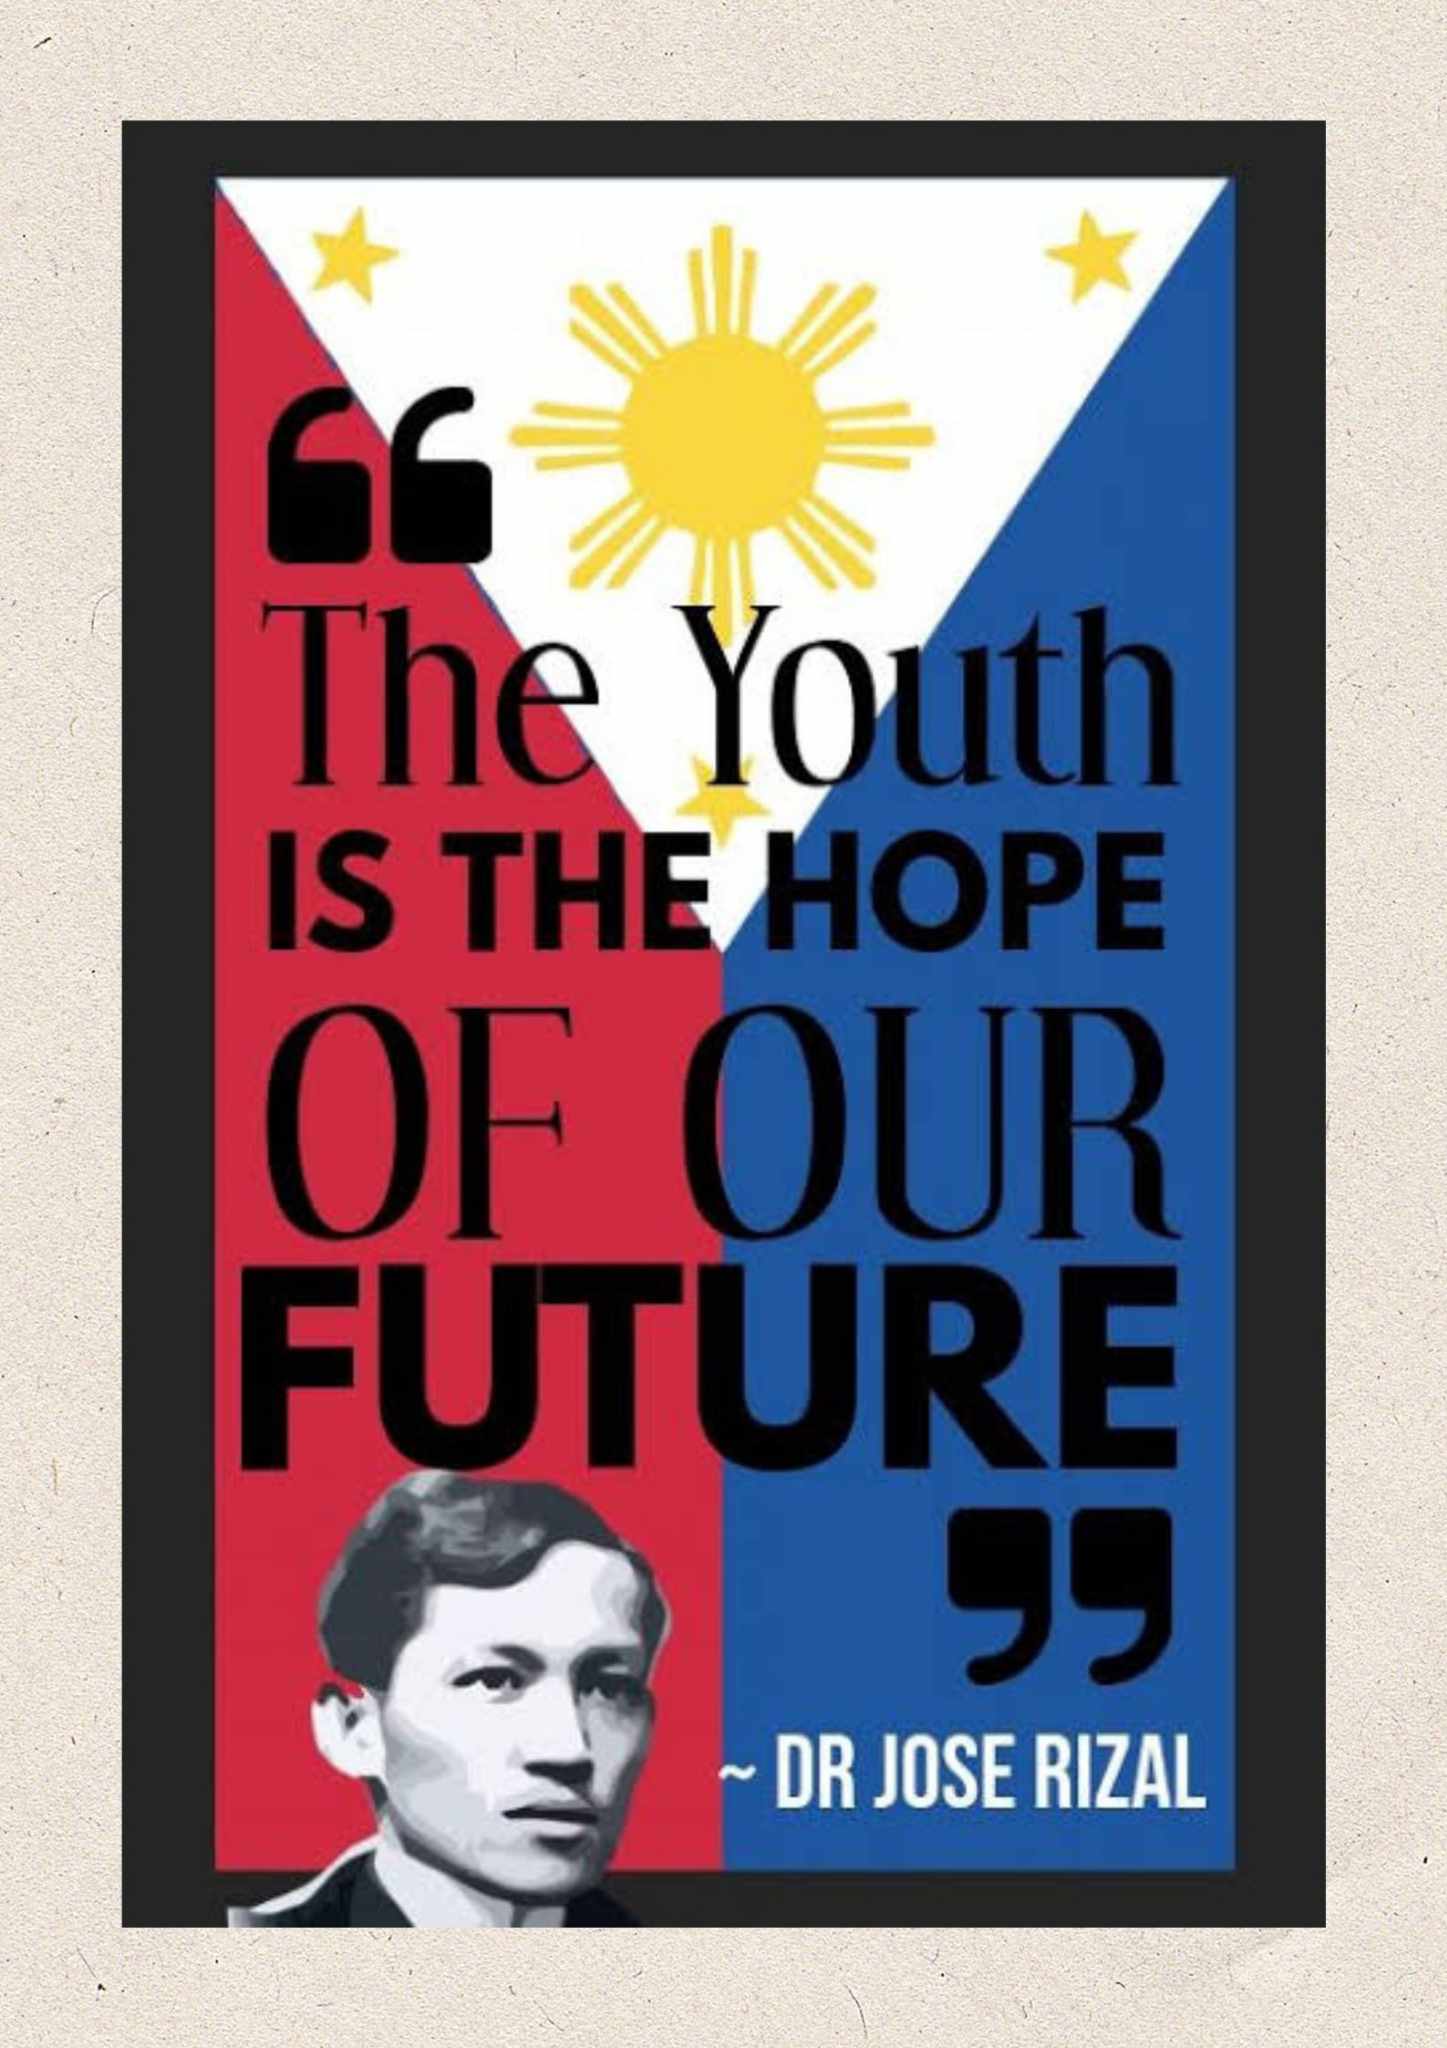 “
The Youth
IS THE HOPE
OF OUR
FUTURE
”
~ DR JOSE RIZAL